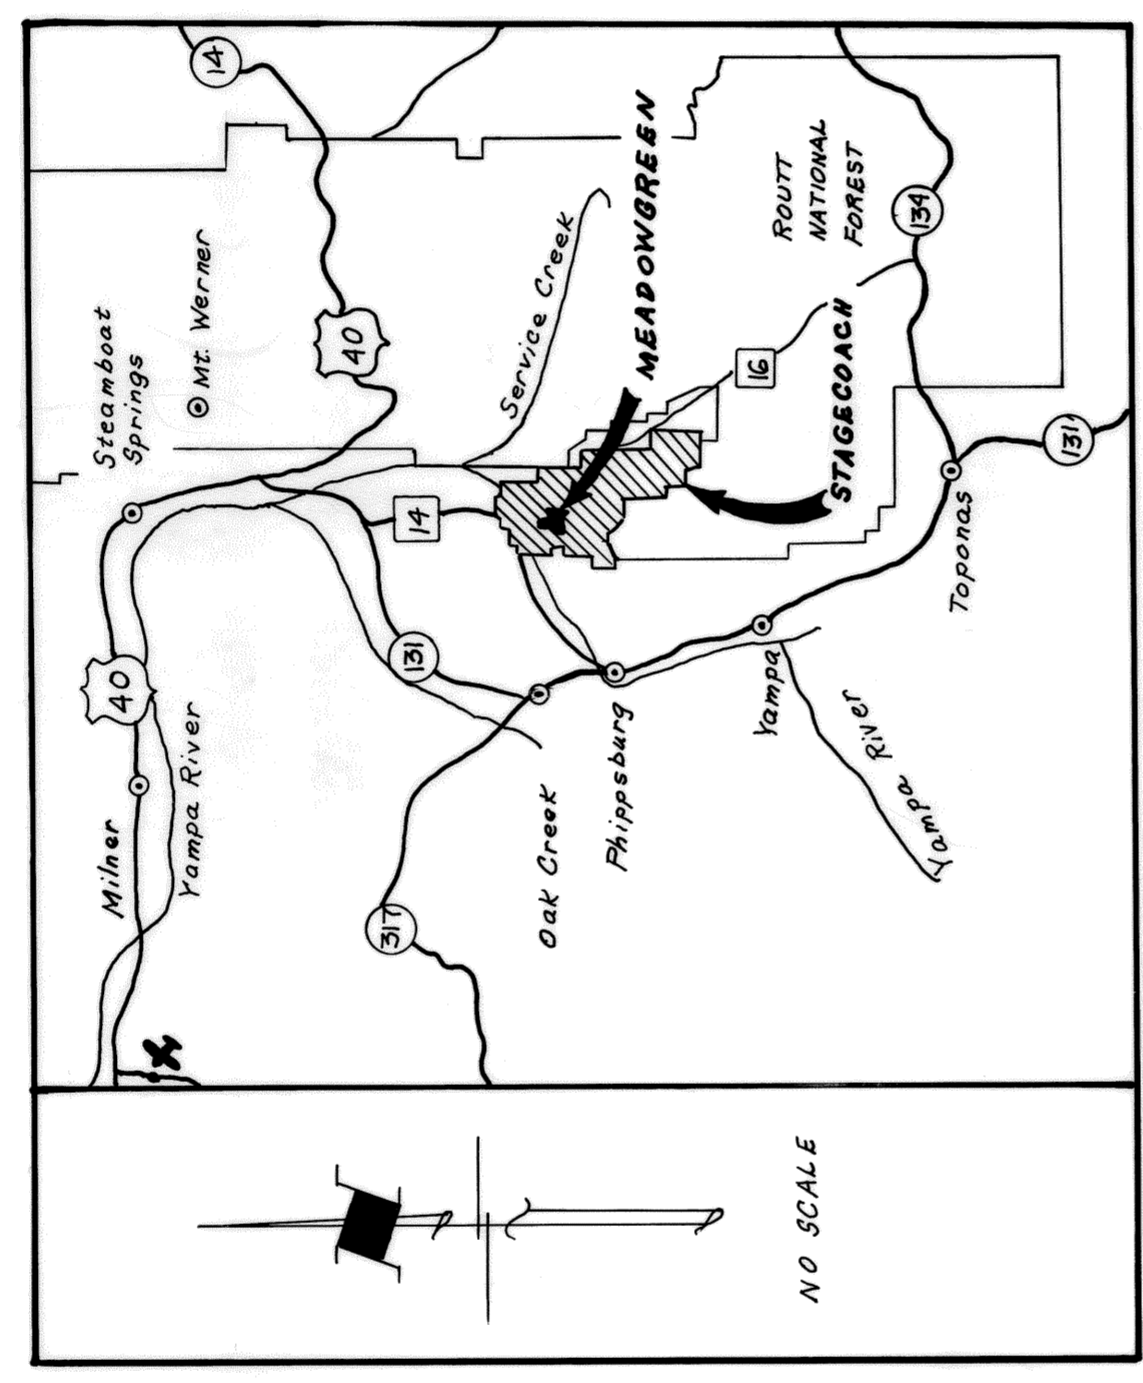 14
MEADOWGREEN
ROUTT
NATIONAL
FOREST
134
Service Creek
Mt. Werner
Steamboat
Springs
40
16
STAGECOACH
14
131
Toponas
131
40
Yampa
Phippsburg
Yampa River
Yampa River
Milner
Oak Creek
317
N
NO SCALE